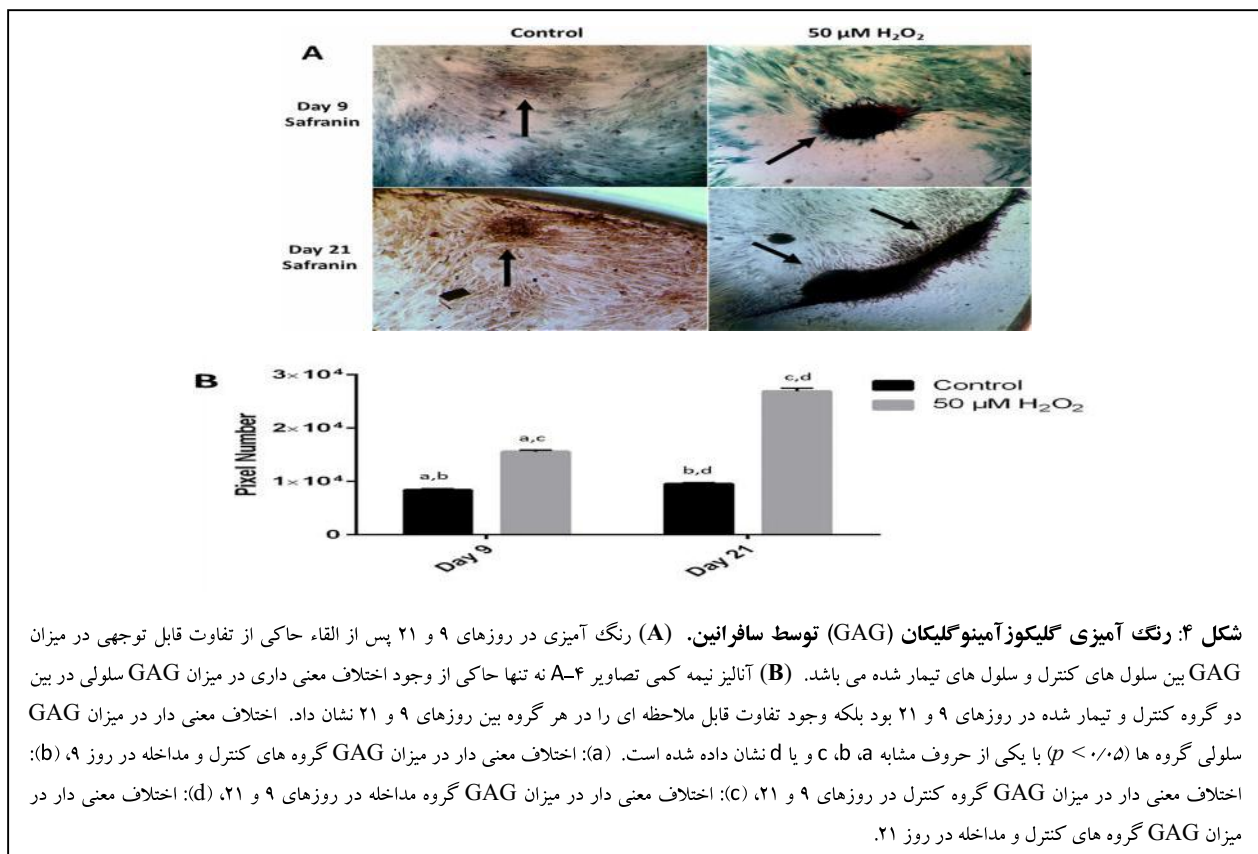 Control 50 µM H₂O₂
A
Day 9
Safranin
Day 21
Safranin
B
Pixel Number
3×10⁴
2×10⁴
1×10⁴
0
a,b
a,c
b,d
c,d
Day 9
Day 21
Control
50 µM H₂O₂
شکل ۴: رنگ آمیزی گلیکوزآمینوگلیکان (GAG) توسط سافرانین. (A) رنگ آمیزی در روزهای ۹ و ۲۱ پس از القاء حاکی از تفاوت قابل توجهی در میزان
GAG بین سلول های کنترل و سلول های تیمار شده می باشد. (B) آنالیز نیمه کمی تصاویر A-۴ نه تنها حاکی از وجود اختلاف معنی داری در میزان GAG سلولی در بین
دو گروه کنترل و تیمار شده در روزهای ۹ و ۲۱ بود بلکه وجود تفاوت قابل ملاحظه ای را در هر گروه بین روزهای ۹ و ۲۱ نشان داد. اختلاف معنی دار در میزان GAG
سلولی گروه ها (p < ۰/۰۵) با یکی از حروف مشابه a، b، c و یا d نشان داده شده است. (a): اختلاف معنی دار در میزان GAG گروه های کنترل و مداخله در روز ۹، (b):
اختلاف معنی دار در میزان GAG گروه کنترل در روزهای ۹ و ۲۱، (c): اختلاف معنی دار در میزان GAG گروه مداخله در روزهای ۹ و ۲۱، (d): اختلاف معنی دار در
میزان GAG گروه های کنترل و مداخله در روز ۲۱.